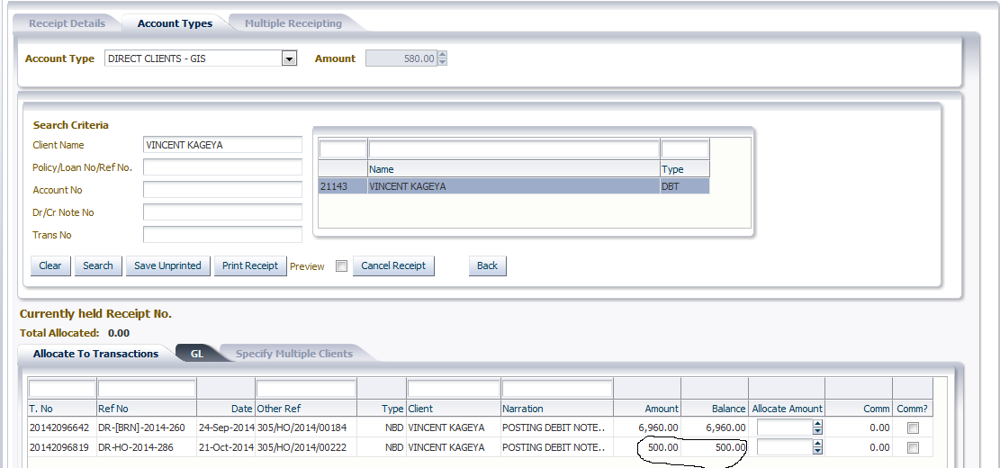 Receipt Details Account Types Multiple Receipting
Account Type DIRECT CLIENTS - GIS Amount 580.00
Search Criteria
Client Name VINCENT KAGEYA
Policy/Loan No/Ref No.
Name Type
Account No
21143 VINCENT KAGEYA DBT
Dr/Cr Note No
Trans No
Clear Search Save Unprinted Print Receipt Preview Cancel Receipt Back
Currently held Receipt No.
Total Allocated: 0.00
Allocate To Transactions GL Specify Multiple Clients
T. No Ref No Date Other Ref Type Client Narration Amount Balance Allocate Amount Comm Comm?
20142096642 DR-[BRN]-2014-260 24-Sep-2014 305/HO/2014/00184 NBD VINCENT KAGEYA POSTING DEBIT NOTE.. 6,960.00 6,960.00 0.00
20142096819 DR-HO-2014-286 21-Oct-2014 305/HO/2014/00222 NBD VINCENT KAGEYA POSTING DEBIT NOTE.. 500.00 500.00 0.00